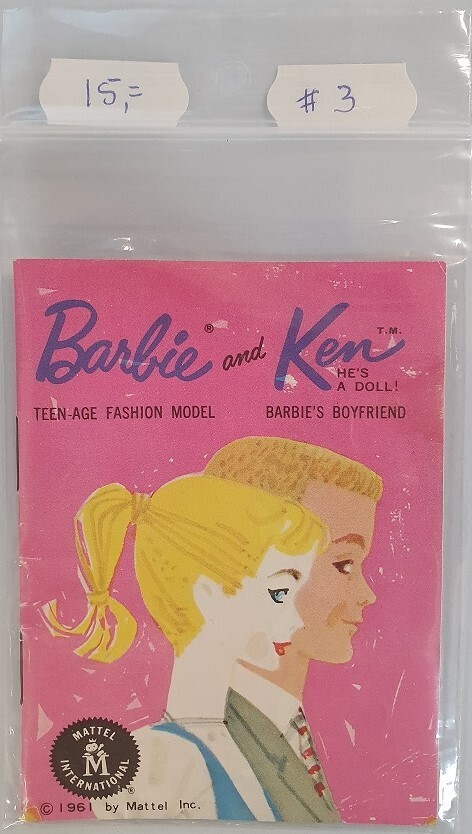 15,=
# 3
Barbie® and Ken T.M.
HE'S
A DOLL!
TEEN-AGE FASHION MODEL
BARBIE'S BOYFRIEND
MATTEL
M
INTERNATIONAL
®
© 1961 by Mattel Inc.